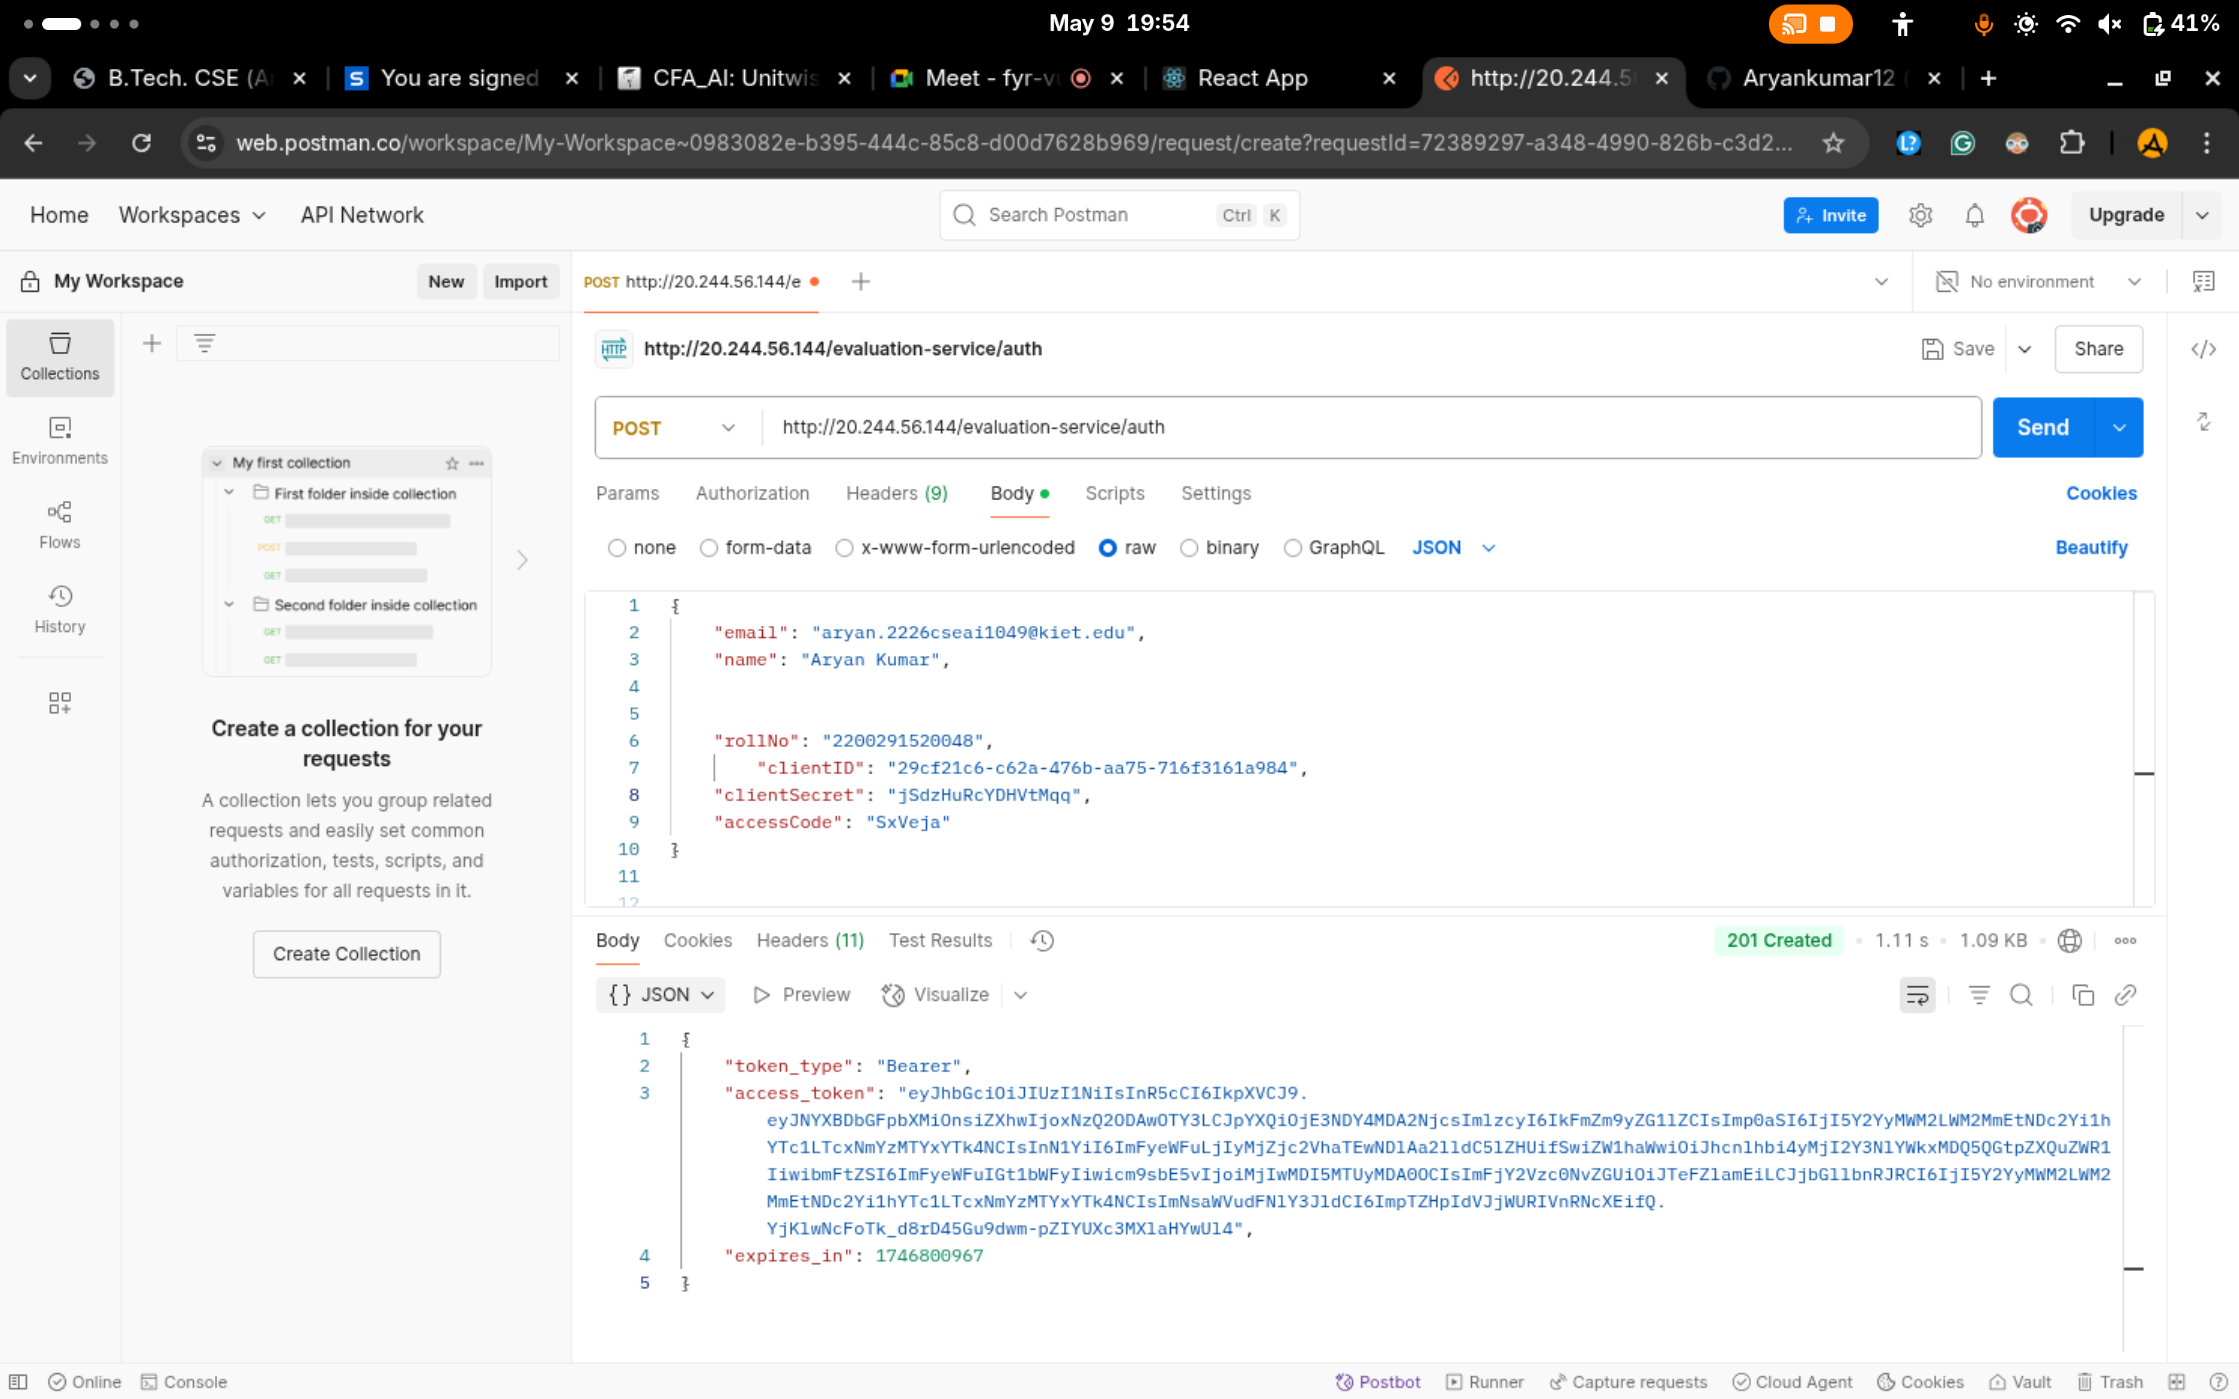 May 9 19:54
41%
B.Tech. CSE (A
You are signed
CFA_AI: Unitwis
Meet - fyr-v
React App
http://20.244.5
Aryankumar12
web.postman.co/workspace/My-Workspace~0983082e-b395-444c-85c8-d00d7628b969/request/create?requestId=72389297-a348-4990-826b-c3d2...
Home
Workspaces
API Network
Search Postman
Ctrl K
Invite
Upgrade
My Workspace
New
Import
POST http://20.244.56.144/e
No environment
Collections
Environments
Flows
History
My first collection
First folder inside collection
GET
POST
GET
Second folder inside collection
GET
GET
Create a collection for your
requests
A collection lets you group related
requests and easily set common
authorization, tests, scripts, and
variables for all requests in it.
Create Collection
HTTP http://20.244.56.144/evaluation-service/auth
Save
Share
POST
http://20.244.56.144/evaluation-service/auth
Send
Params
Authorization
Headers (9)
Body
Scripts
Settings
Cookies
none
form-data
x-www-form-urlencoded
raw
binary
GraphQL
JSON
Beautify
1 {
2 "email": "aryan.2226cseai1049@kiet.edu",
3 "name": "Aryan Kumar",
4
5
6 "rollNo": "2200291520048",
7 "clientID": "29cf21c6-c62a-476b-aa75-716f3161a984",
8 "clientSecret": "jSdzHuRcYDHVtMqq",
9 "accessCode": "SxVeja"
10 }
11
12
Body
Cookies
Headers (11)
Test Results
201 Created
1.11 s
1.09 KB
{} JSON
Preview
Visualize
1 {
2 "token_type": "Bearer",
3 "access_token": "eyJhbGciOiJIUzI1NiIsInR5cCI6IkpXVCJ9.
eyJNYXBDbGFpbXMiOnsiZXhwIjoxNzQ2ODAwOTY3LCJpYXQiOjE3NDY4MDA2NjcsImlzcyI6IkFmZm9yZG1lZCIsImp0aSI6IjI5Y2YyMWM2LWM2MmEtNDc2Yi1h
YTc1LTcxNmYzMTYxYTk4NCIsInN1YiI6ImFyeWFuLjIyMjZjc2VhaTEwNDlAa2lldC5lZHUifSwiZW1haWwiOiJhcnlhbi4yMjI2Y3NlYWkxMDQ5QGtpZXQuZWR1
IiwibmFtZSI6ImFyeWFuIGt1bWFyIiwicm9sbE5vIjoiMjIwMDI5MTUyMDA0OCIsImFjY2Vzc0NvZGUiOiJTeFZlamEiLCJjbGllbnRJRCI6IjI5Y2YyMWM2LWM2
MmEtNDc2Yi1hYTc1LTcxNmYzMTYxYTk4NCIsImNsaWVudFNlY3JldCI6ImpTZHpIdVJjWURIVnRNcXEifQ.
YjKlwNcFoTk_d8rD45Gu9dwm-pZIYUXc3MXlaHYwUl4",
4 "expires_in": 1746800967
5 }
Online
Console
Postbot
Runner
Capture requests
Cloud Agent
Cookies
Vault
Trash